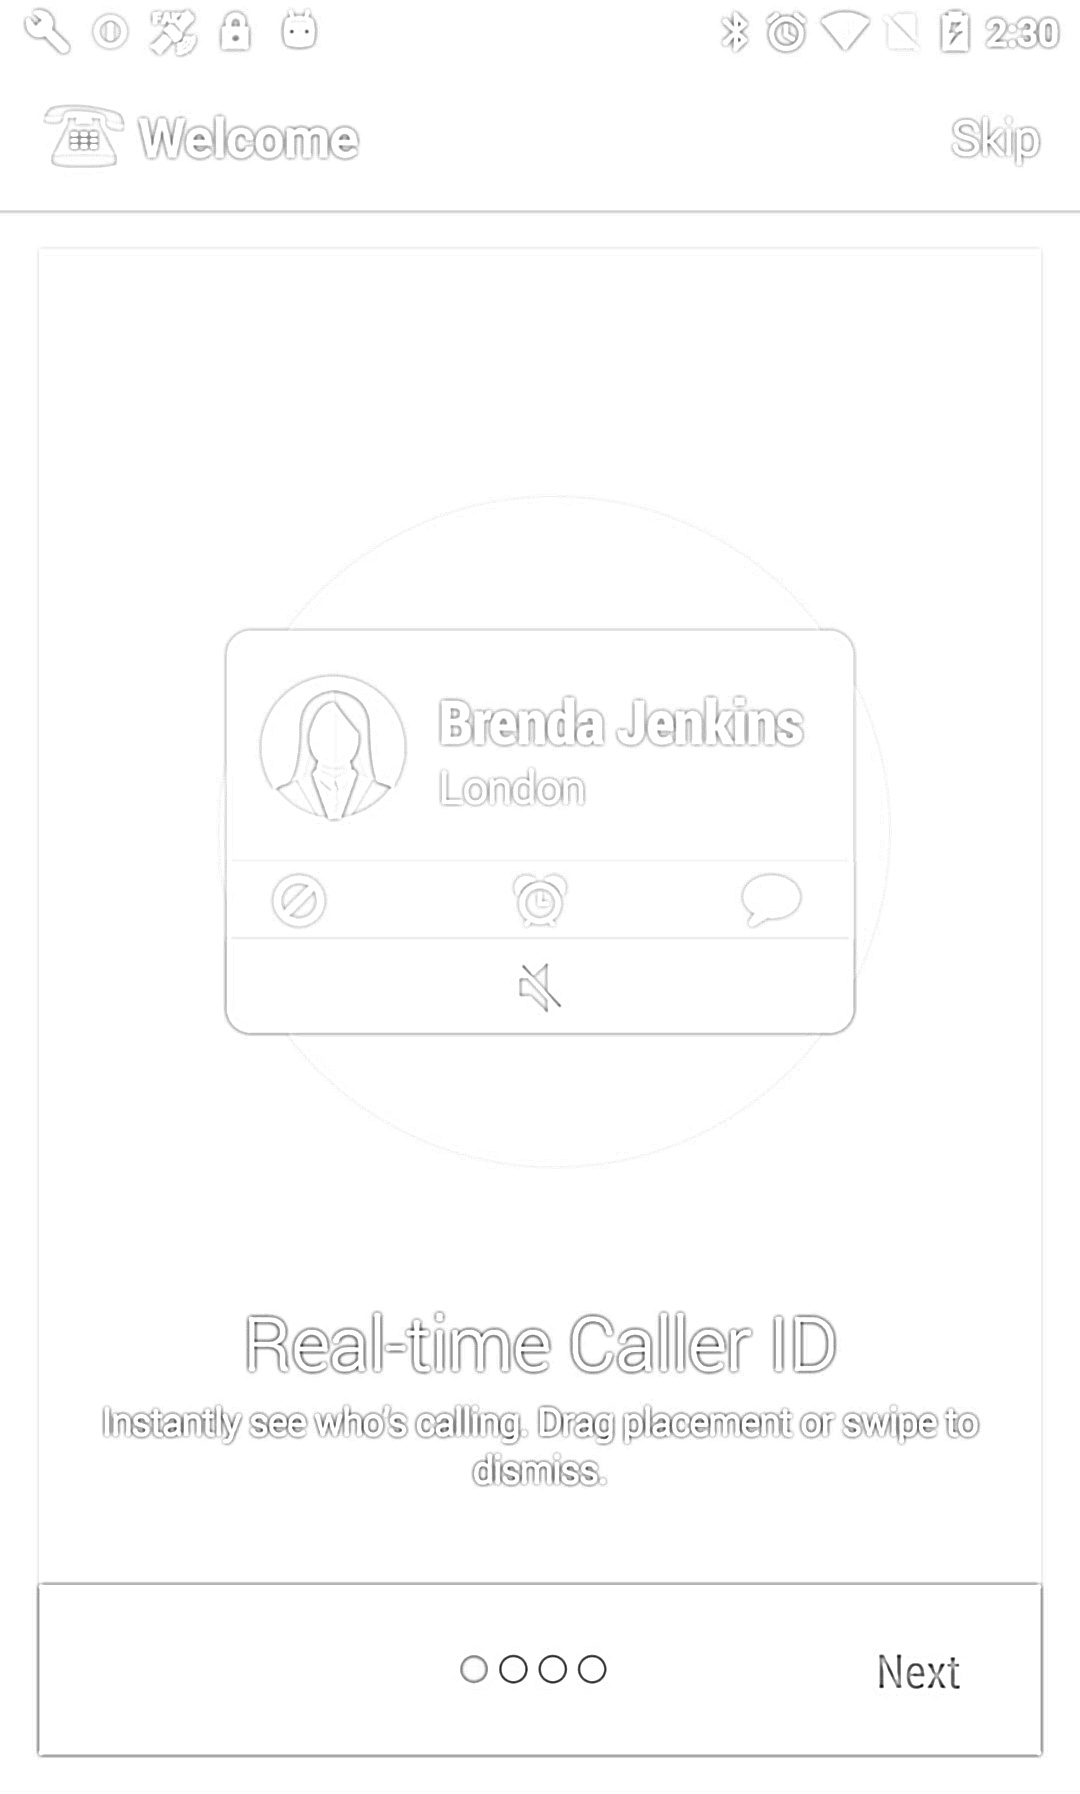 FAW
2:30
Welcome
Skip
Brenda Jenkins
London
Real-time Caller ID
Instantly see who's calling. Drag placement or swipe to
dismiss.
Next